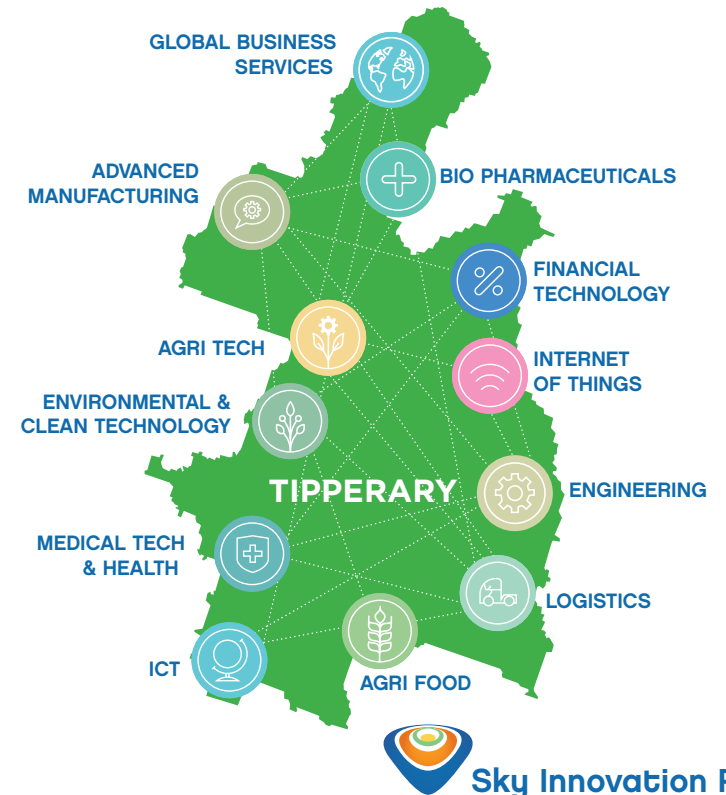 GLOBAL BUSINESS
SERVICES
ADVANCED
MANUFACTURING
BIO PHARMACEUTICALS
FINANCIAL
TECHNOLOGY
AGRI TECH
INTERNET
OF THINGS
ENVIRONMENTAL &
CLEAN TECHNOLOGY
TIPPERARY
ENGINEERING
MEDICAL TECH
& HEALTH
LOGISTICS
ICT
AGRI FOOD
Sky Innovation